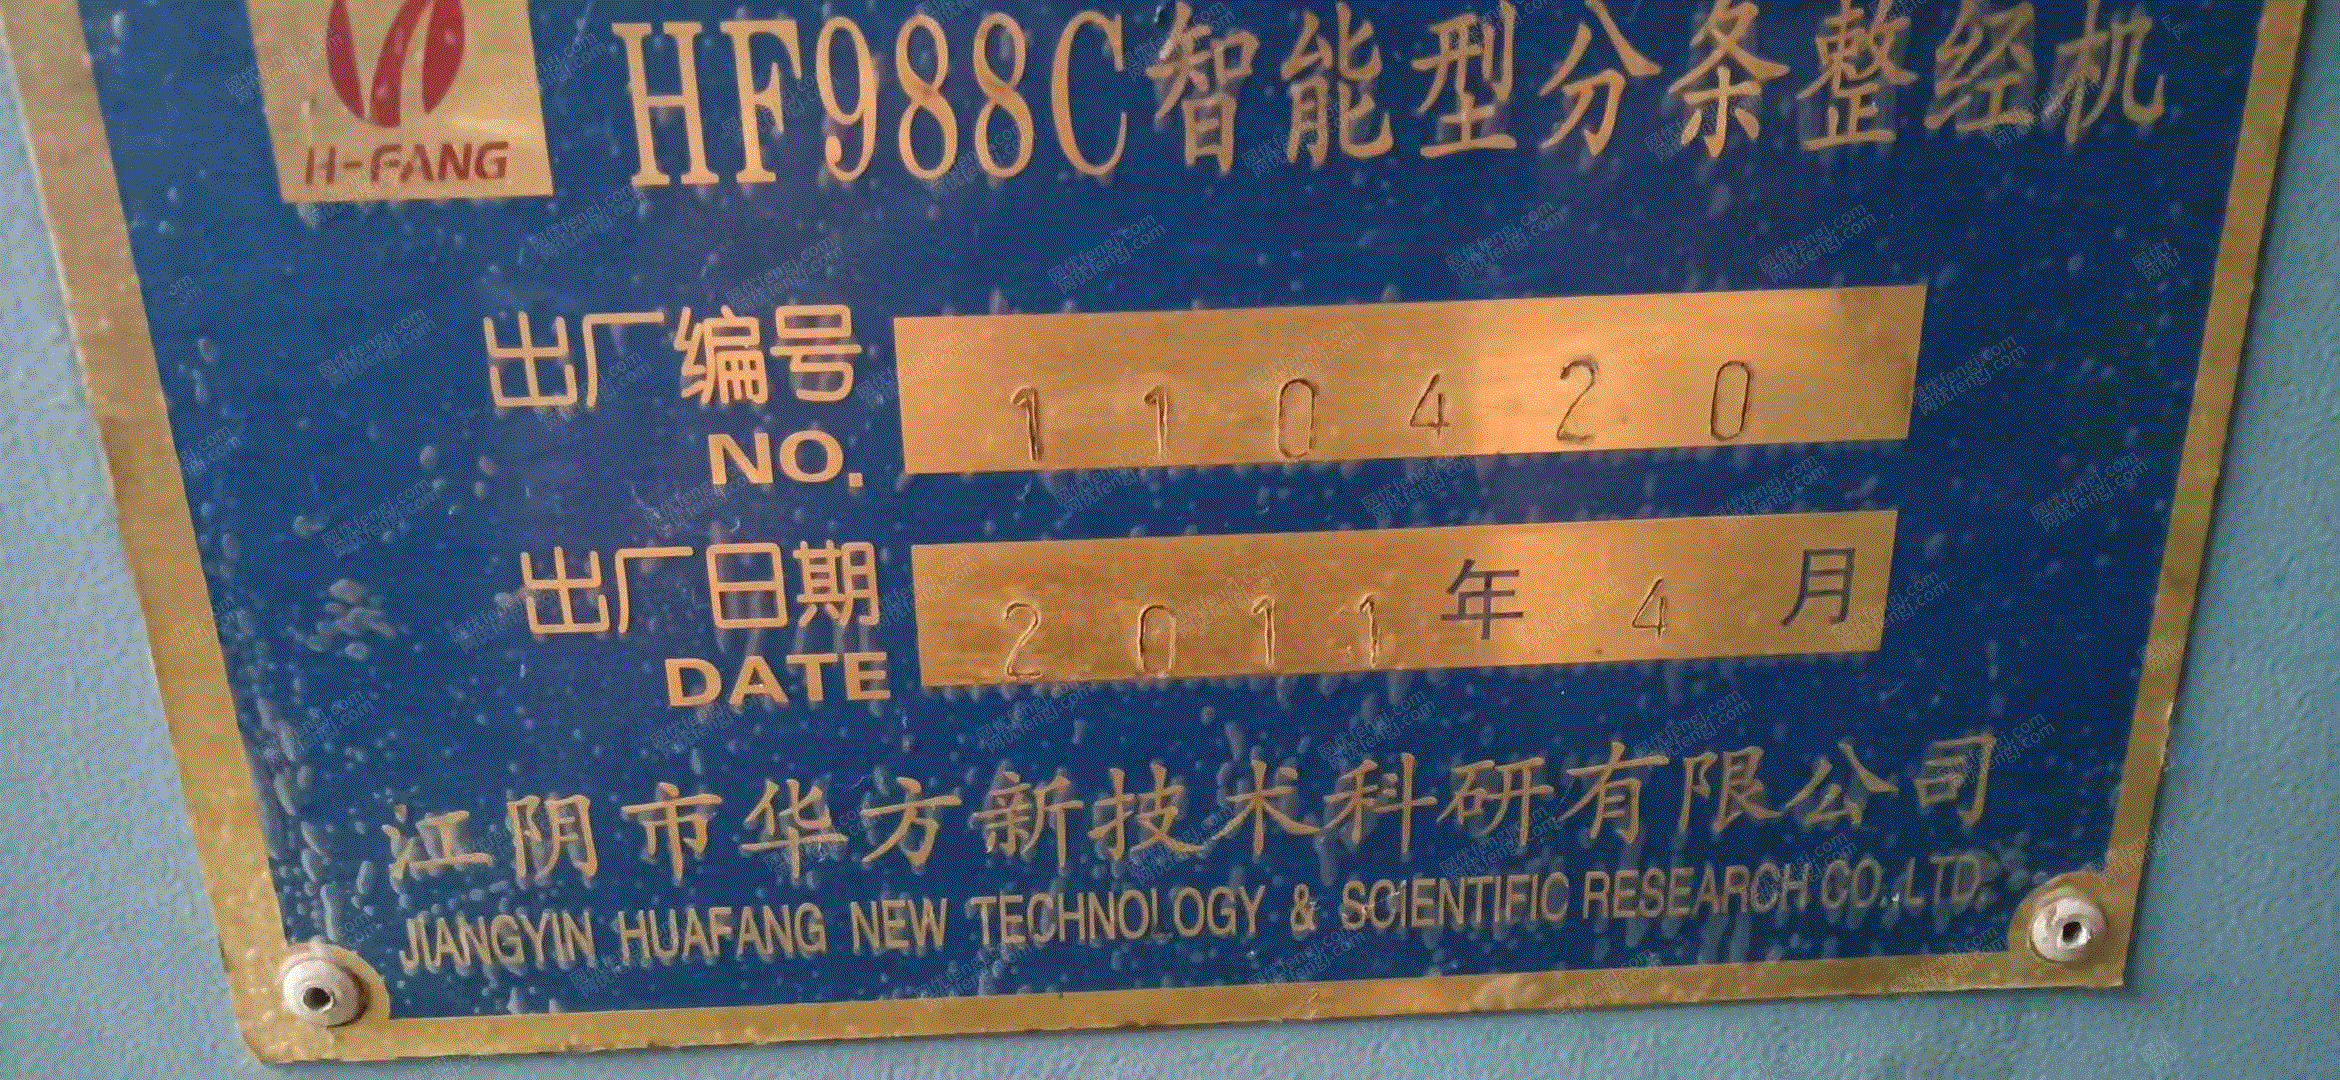 H-FANG
HF988C智能型分条整经机
出厂编号 110420
NO.
出厂日期 2011年4月
DATE
江阴市华方新技术科研有限公司
JIANGYIN HUAFANG NEW TECHNOLOGY & SCIENTIFIC RESEARCH CO.,LTD.